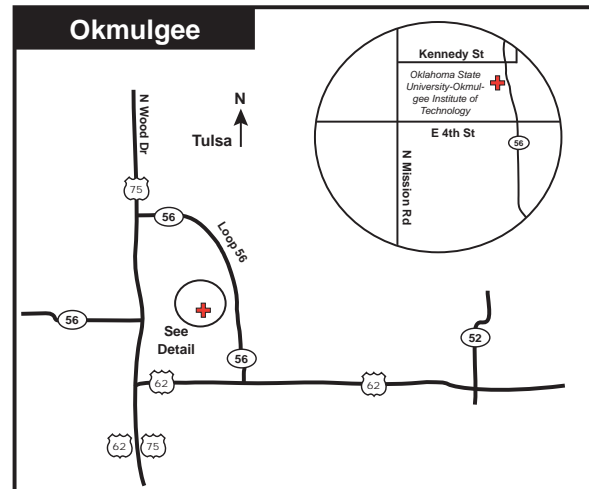 Okmulgee
N Wood Dr
N
Tulsa
75
56
Loop 56
56
See
Detail
56
62
62
52
62
75
Kennedy St
Oklahoma State
University-Okmul-
gee Institute of
Technology
E 4th St
56
N Mission Rd